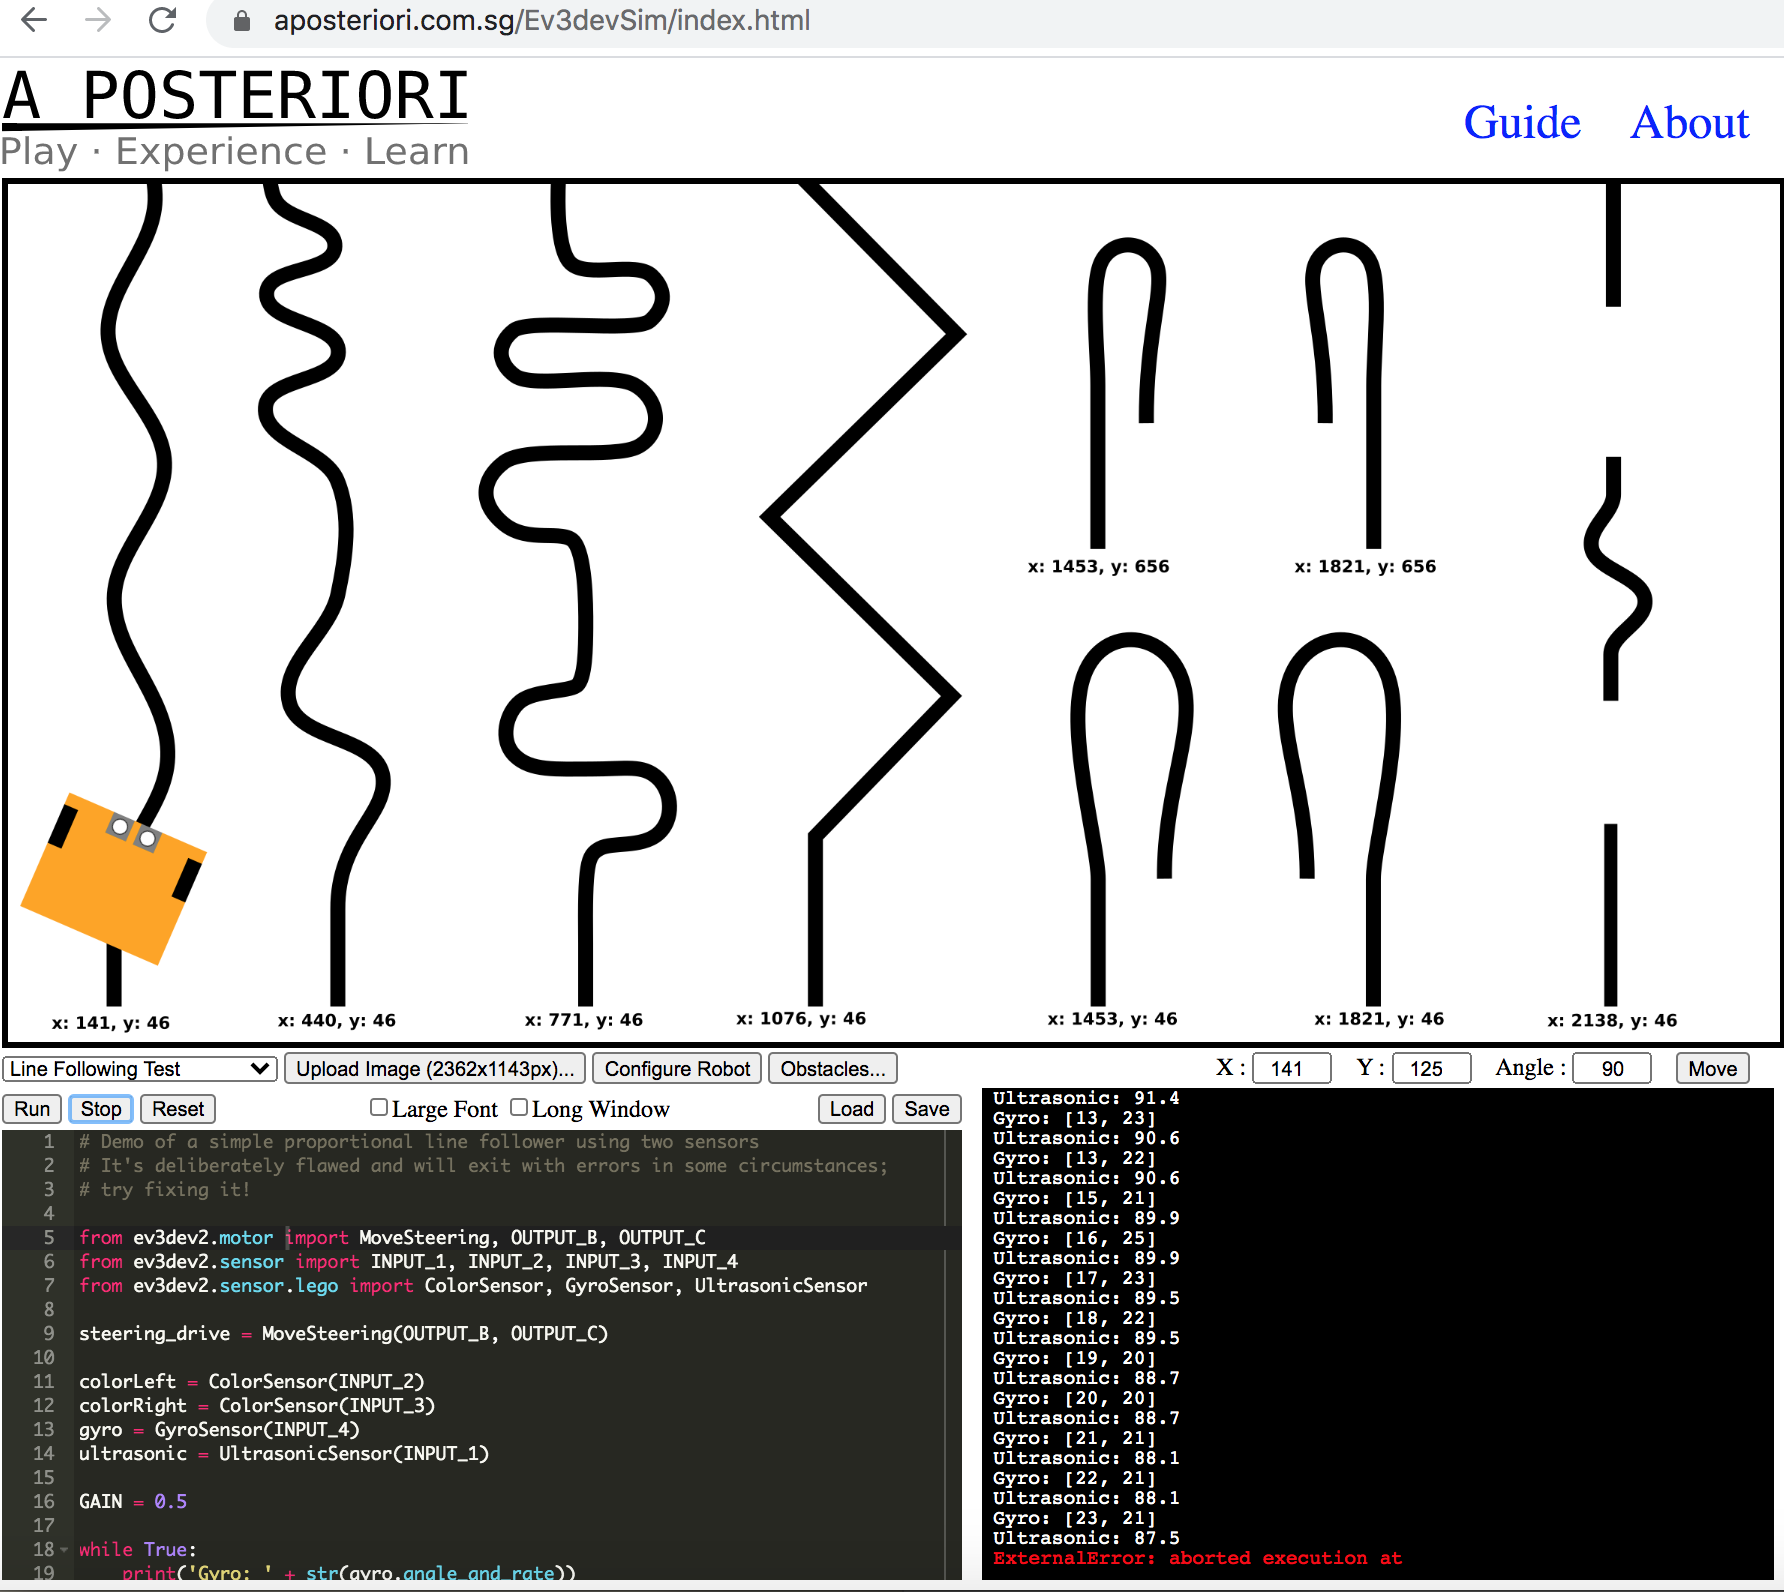 aposteriori.com.sg/Ev3devSim/index.html
A POSTERIORI
Play · Experience · Learn
Guide About
x: 1453, y: 656
x: 1821, y: 656
x: 141, y: 46
x: 440, y: 46
x: 771, y: 46
x: 1076, y: 46
x: 1453, y: 46
x: 1821, y: 46
x: 2138, y: 46
Line Following Test
Upload Image (2362x1143px)...
Configure Robot
Obstacles...
X : 141 Y : 125 Angle : 90 Move
Run Stop Reset
Large Font Long Window
Load Save
1 # Demo of a simple proportional line follower using two sensors
2 # It's deliberately flawed and will exit with errors in some circumstances;
3 # try fixing it!
4
5 from ev3dev2.motor import MoveSteering, OUTPUT_B, OUTPUT_C
6 from ev3dev2.sensor import INPUT_1, INPUT_2, INPUT_3, INPUT_4
7 from ev3dev2.sensor.lego import ColorSensor, GyroSensor, UltrasonicSensor
8
9 steering_drive = MoveSteering(OUTPUT_B, OUTPUT_C)
10
11 colorLeft = ColorSensor(INPUT_2)
12 colorRight = ColorSensor(INPUT_3)
13 gyro = GyroSensor(INPUT_4)
14 ultrasonic = UltrasonicSensor(INPUT_1)
15
16 GAIN = 0.5
17
18 while True:
19 print('Gyro: ' + str(gyro.angle_and_rate))
Ultrasonic: 91.4
Gyro: [13, 23]
Ultrasonic: 90.6
Gyro: [13, 22]
Ultrasonic: 90.6
Gyro: [15, 21]
Ultrasonic: 89.9
Gyro: [16, 25]
Ultrasonic: 89.9
Gyro: [17, 23]
Ultrasonic: 89.5
Gyro: [18, 22]
Ultrasonic: 89.5
Gyro: [19, 20]
Ultrasonic: 88.7
Gyro: [20, 20]
Ultrasonic: 88.7
Gyro: [21, 21]
Ultrasonic: 88.1
Gyro: [22, 21]
Ultrasonic: 88.1
Gyro: [23, 21]
Ultrasonic: 87.5
ExternalError: aborted execution at